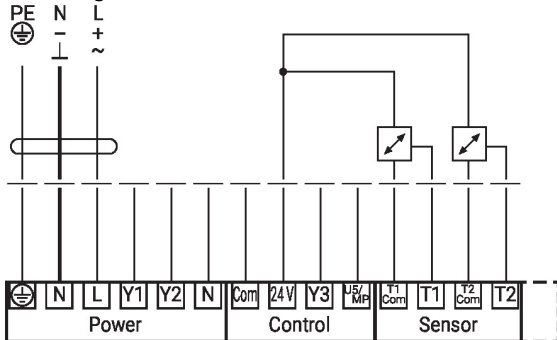 PE N L
– +
⊥ ~
N L Y1 Y2 N Com 24V Y3 U5/MP T1 Com T1 T2 Com T2
Power Control Sensor